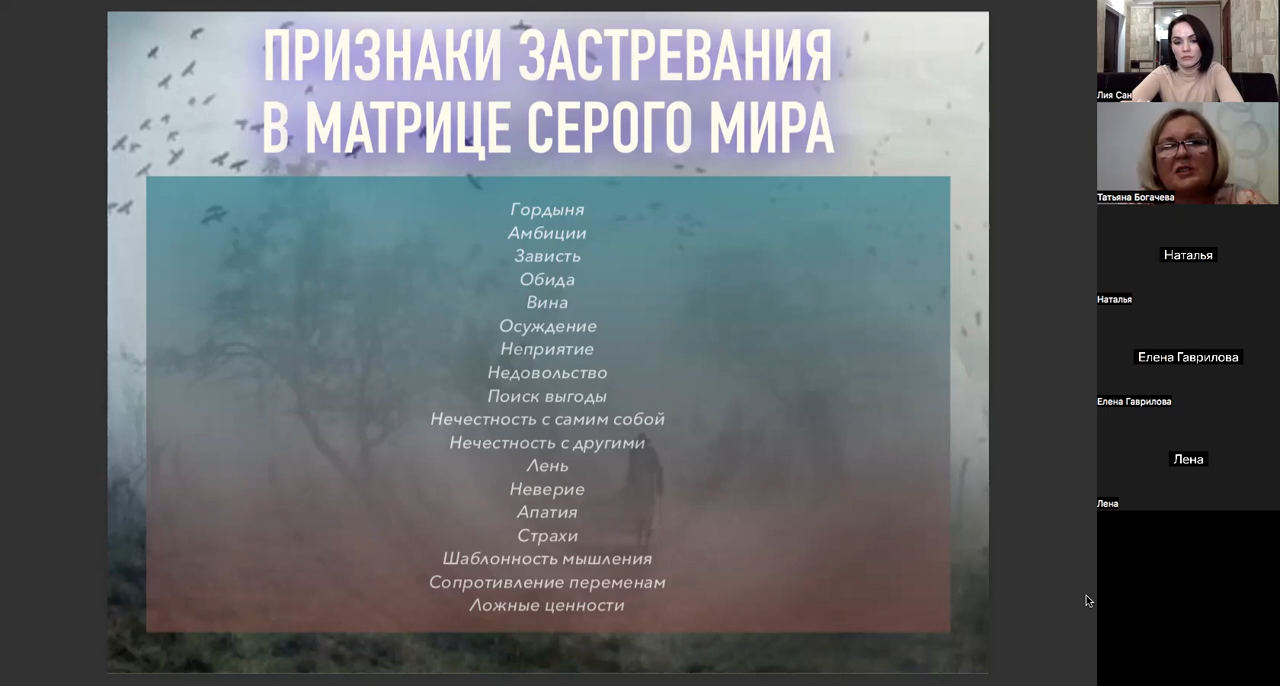 ПРИЗНАКИ ЗАСТРЕВАНИЯ
В МАТРИЦЕ СЕРОГО МИРА
Гордыня
Амбиции
Зависть
Обида
Вина
Осуждение
Неприятие
Недовольство
Поиск выгоды
Нечестность с самим собой
Нечестность с другими
Лень
Неверие
Апатия
Страхи
Шаблонность мышления
Сопротивление переменам
Ложные ценности
Лия Сан
Татьяна Богачева
Наталья
Наталья
Елена Гаврилова
Елена Гаврилова
Лена
Лена